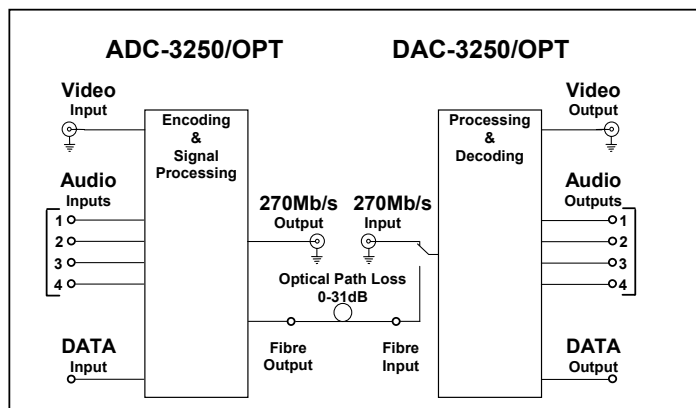 ADC-3250/OPT
DAC-3250/OPT
Video
Input
Encoding
&
Signal
Processing
Audio
Inputs
1
2
3
4
DATA
Input
270Mb/s
Output
270Mb/s
Input
Optical Path Loss
0-31dB
Fibre
Output
Fibre
Input
Processing
&
Decoding
Video
Output
Audio
Outputs
1
2
3
4
DATA
Output